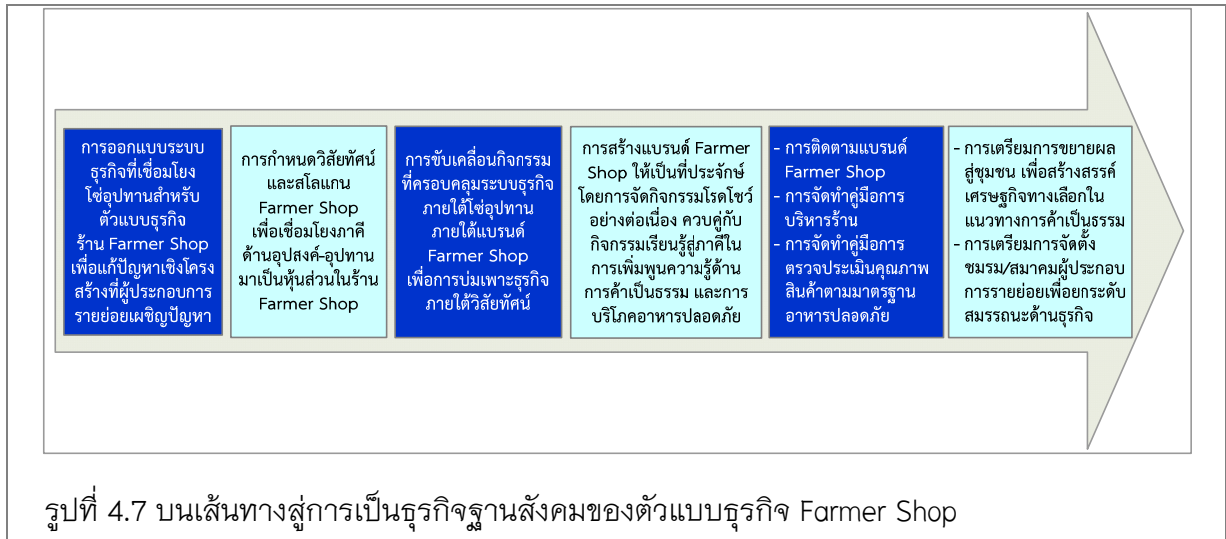 การออกแบบระบบ
ธุรกิจที่เชื่อมโยง
โซ่อุปทานสำหรับ
ตัวแบบธุรกิจ
ร้าน Farmer Shop
เพื่อแก้ปัญหาเชิงโครง
สร้างที่ผู้ประกอบการ
รายย่อยเผชิญปัญหา
การกำหนดวิสัยทัศน์
และสโลแกน
Farmer Shop
เพื่อเชื่อมโยงภาคี
ด้านอุปสงค์-อุปทาน
มาเป็นหุ้นส่วนในร้าน
Farmer Shop
การขับเคลื่อนกิจกรรม
ที่ครอบคลุมระบบธุรกิจ
ภายใต้โซ่อุปทาน
ภายใต้แบรนด์
Farmer Shop
เพื่อการบ่มเพาะธุรกิจ
ภายใต้วิสัยทัศน์
การสร้างแบรนด์ Farmer
Shop ให้เป็นที่ประจักษ์
โดยการจัดกิจกรรมโรดโชว์
อย่างต่อเนื่อง ควบคู่กับ
กิจกรรมเรียนรู้สู่ภาคีใน
การเพิ่มพูนความรู้ด้าน
การค้าเป็นธรรม และการ
บริโภคอาหารปลอดภัย
- การติดตามแบรนด์
Farmer Shop
- การจัดทำคู่มือการ
บริหารร้าน
- การจัดทำคู่มือการ
ตรวจประเมินคุณภาพ
สินค้าตามมาตรฐาน
อาหารปลอดภัย
- การเตรียมการขยายผล
สู่ชุมชน เพื่อสร้างสรรค์
เศรษฐกิจทางเลือกใน
แนวทางการค้าเป็นธรรม
- การเตรียมการจัดตั้ง
ชมรม/สมาคมผู้ประกอบ
การรายย่อยเพื่อยกระดับ
สมรรถนะด้านธุรกิจ
รูปที่ 4.7 บนเส้นทางสู่การเป็นธุรกิจฐานสังคมของตัวแบบธุรกิจ Farmer Shop